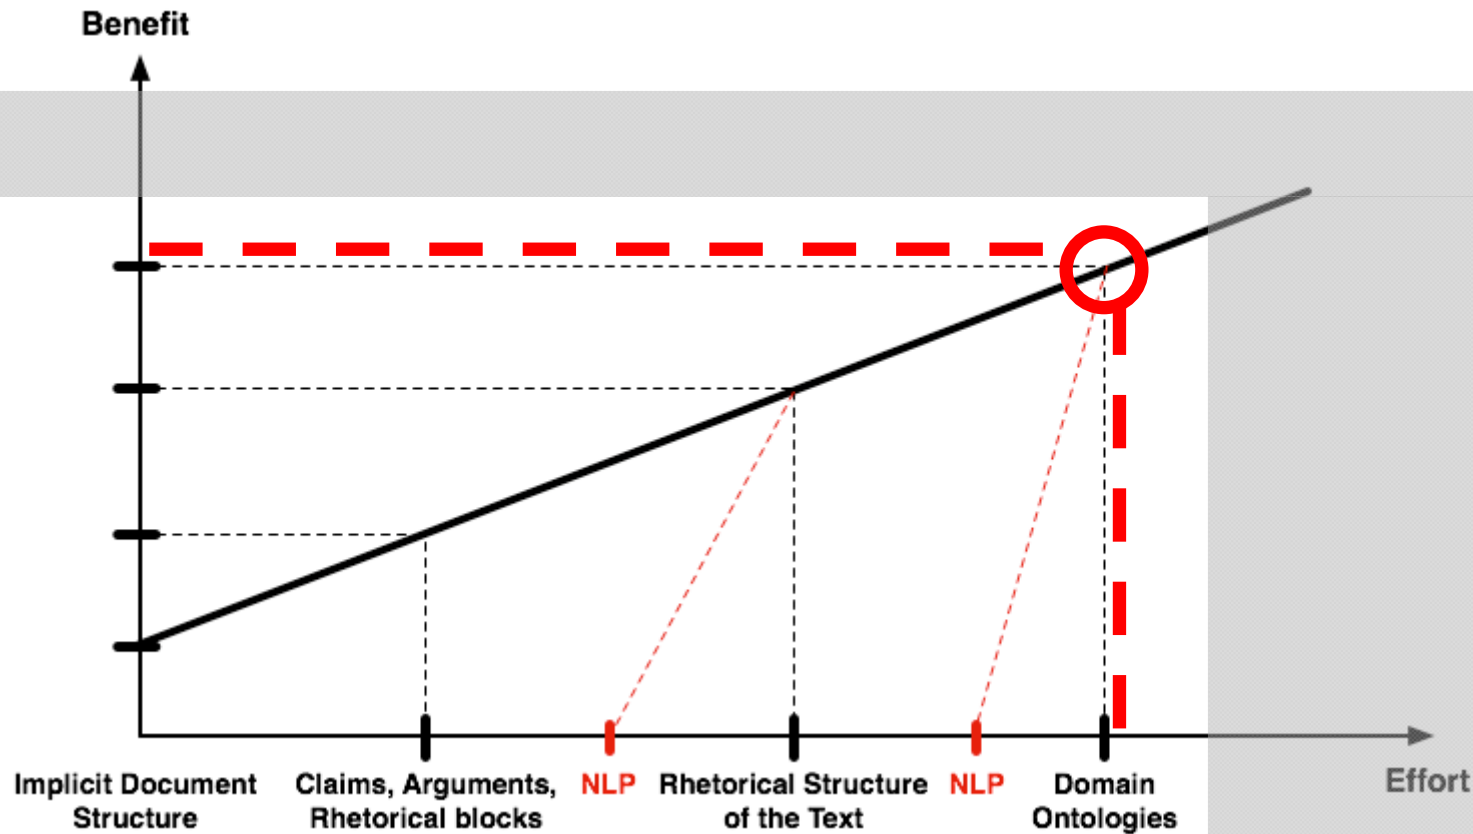 Benefit
Implicit Document
Structure
Claims, Arguments,
Rhetorical blocks
NLP
Rhetorical Structure
of the Text
NLP
Domain
Ontologies
Effort